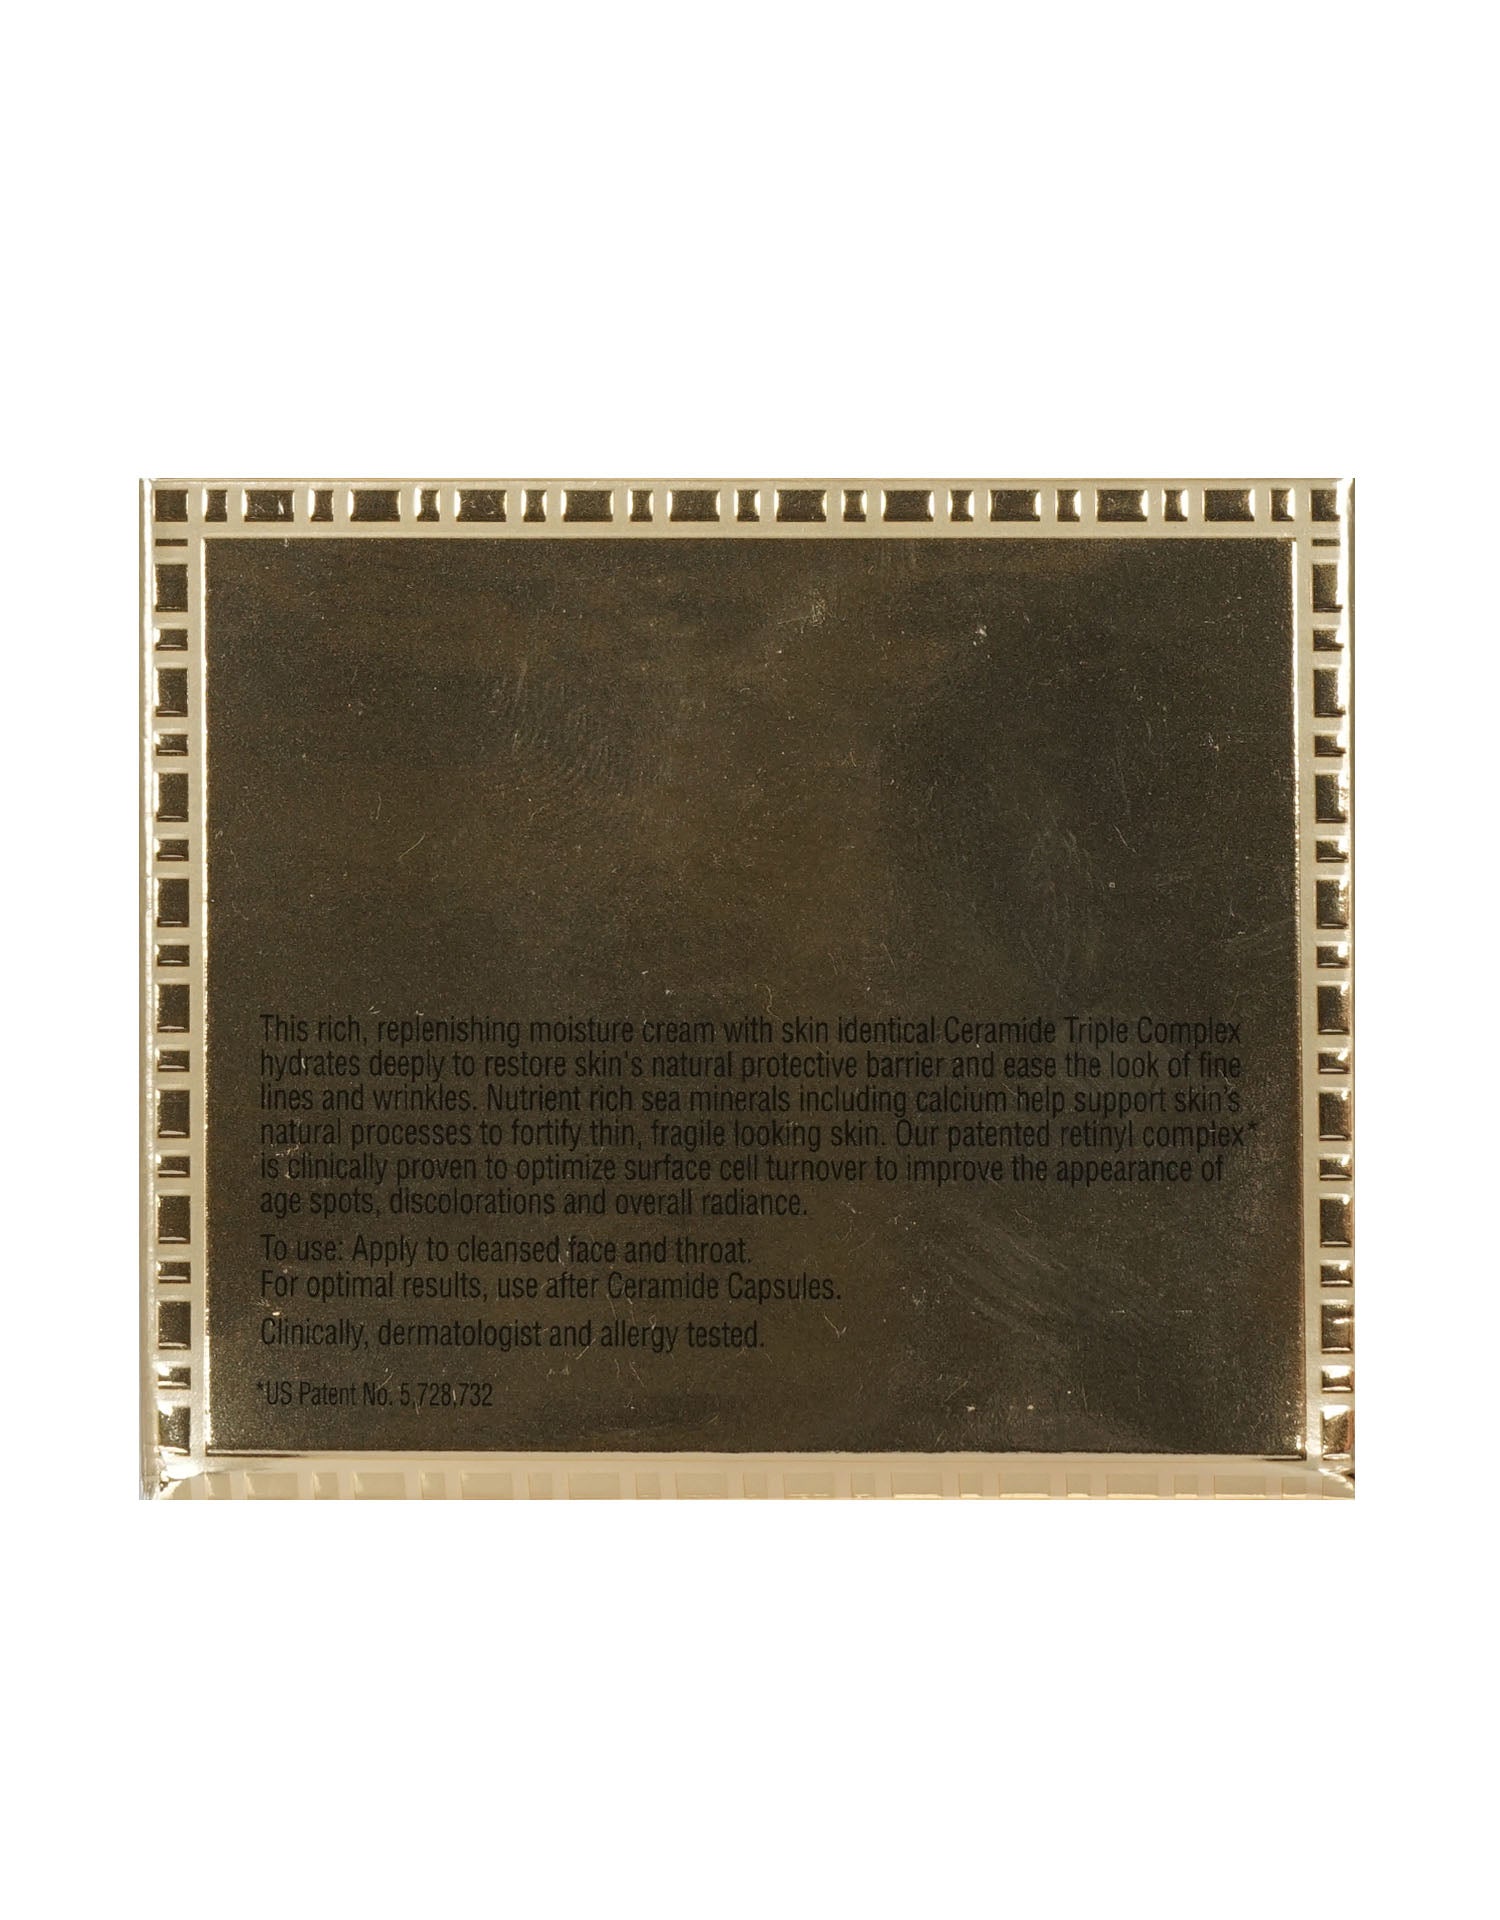 This rich, replenishing moisture cream with skin identical Ceramide Triple Complex
hydrates deeply to restore skin's natural protective barrier and ease the look of fine
lines and wrinkles. Nutrient rich sea minerals including calcium help support skin's
natural processes to fortify thin, fragile looking skin. Our patented retinyl complex*
is clinically proven to optimize surface cell turnover to improve the appearance of
age spots, discolorations and overall radiance.
To use: Apply to cleansed face and throat.
For optimal results, use after Ceramide Capsules.
Clinically, dermatologist and allergy tested.
*US Patent No. 5,728,732